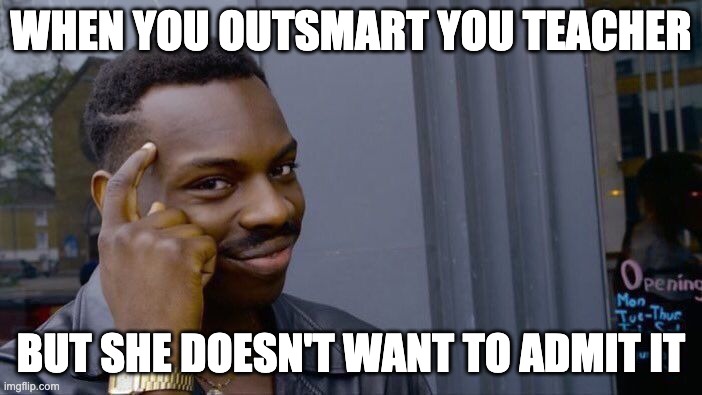 WHEN YOU OUTSMART YOU TEACHER
Opening
Mon
Tue-Thur
BUT SHE DOESN'T WANT TO ADMIT IT
imgflip.com